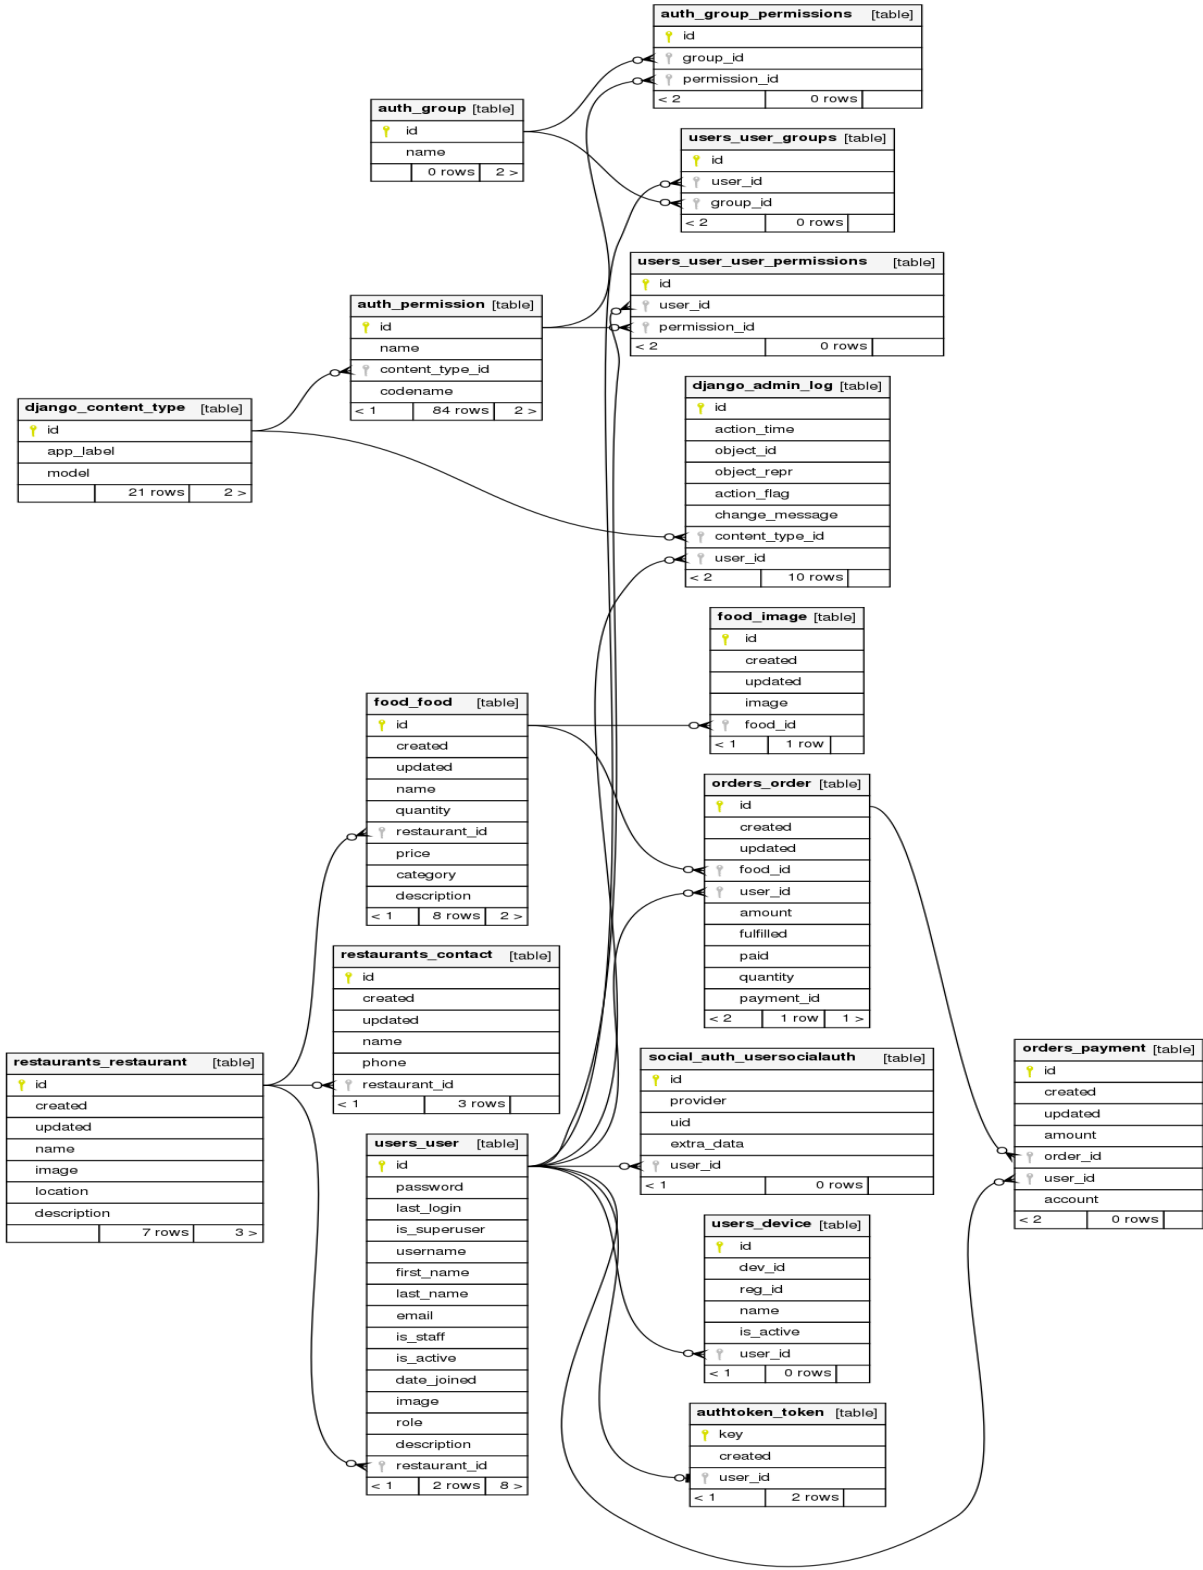 auth_group_permissions [table]
id
group_id
permission_id
< 2 0 rows
auth_group [table]
id
name
0 rows 2 >
users_user_groups [table]
id
user_id
group_id
< 2 0 rows
users_user_user_permissions [table]
id
user_id
permission_id
< 2 0 rows
auth_permission [table]
id
name
content_type_id
codename
< 1 84 rows 2 >
django_content_type [table]
id
app_label
model
21 rows 2 >
django_admin_log [table]
id
action_time
object_id
object_repr
action_flag
change_message
content_type_id
user_id
< 2 10 rows
food_image [table]
id
created
updated
image
food_id
< 1 1 row
food_food [table]
id
created
updated
name
quantity
restaurant_id
price
category
description
< 1 8 rows 2 >
orders_order [table]
id
created
updated
food_id
user_id
amount
fulfilled
paid
quantity
payment_id
< 2 1 row 1 >
restaurants_contact [table]
id
created
updated
name
phone
restaurant_id
< 1 3 rows
restaurants_restaurant [table]
id
created
updated
name
image
location
description
7 rows 3 >
social_auth_usersocialauth [table]
id
provider
uid
extra_data
user_id
< 1 0 rows
orders_payment [table]
id
created
updated
amount
order_id
user_id
account
< 2 0 rows
users_user [table]
id
password
last_login
is_superuser
username
first_name
last_name
email
is_staff
is_active
date_joined
image
role
description
restaurant_id
< 1 2 rows 8 >
users_device [table]
id
dev_id
reg_id
name
is_active
user_id
< 1 0 rows
authtoken_token [table]
key
created
user_id
< 1 2 rows